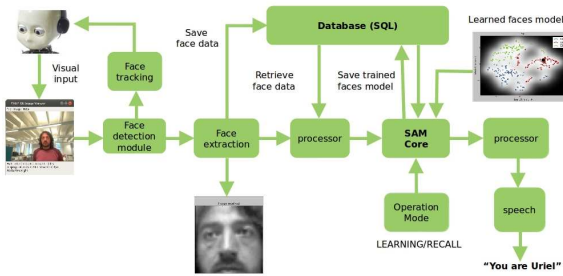 Save
face data
Database (SQL)
Learned faces model
Face
tracking
Visual
input
Retrieve
face data
Save trained
faces model
Face
detection
module
Face
extraction
processor
SAM
Core
processor
Operation
Mode
speech
LEARNING/RECALL
"You are Uriel"